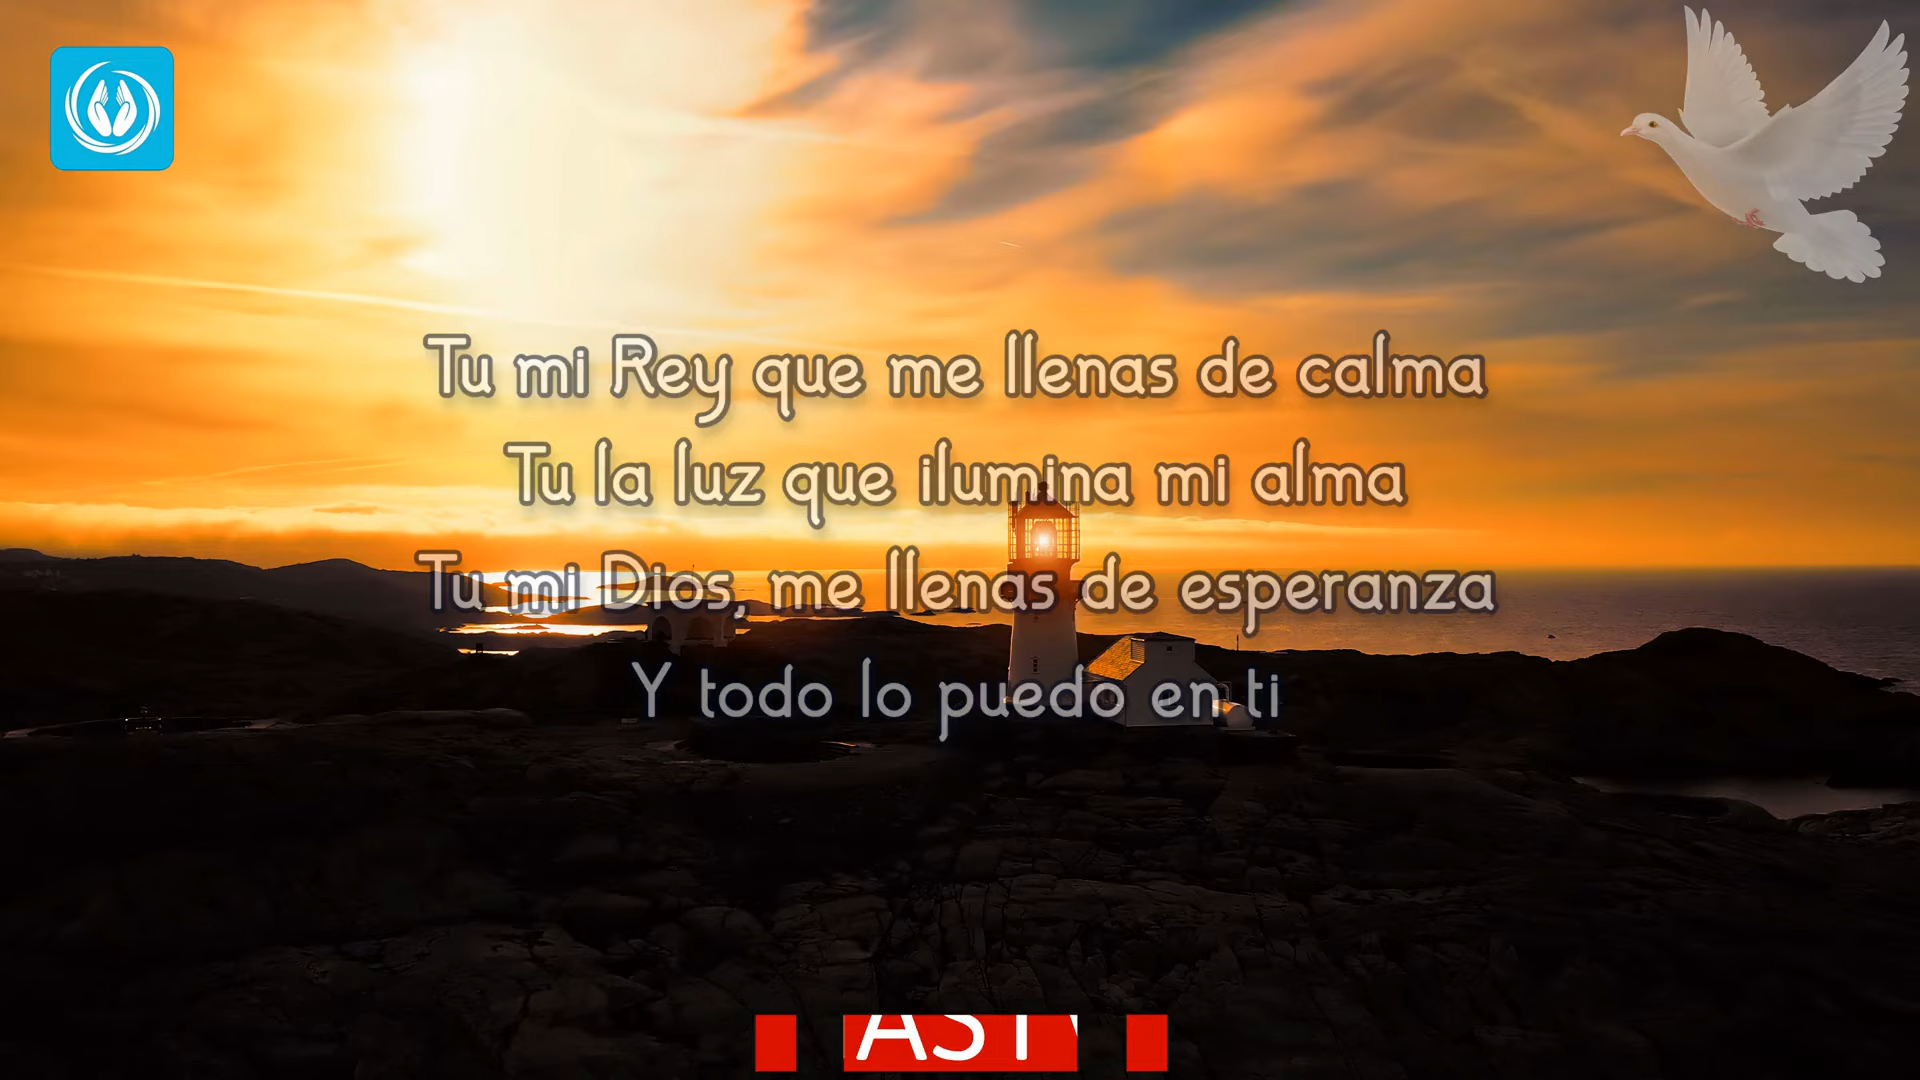 Tu mi Rey que me llenas de calma
Tu la luz que ilumina mi alma
Tu mi Dios, me llenas de esperanza
Y todo lo puedo en ti